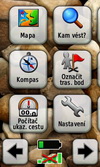 Mapa
Kam vést?
Kompas
Označit
tras. bod
Počítač
ukaz. cestu
Nastavení